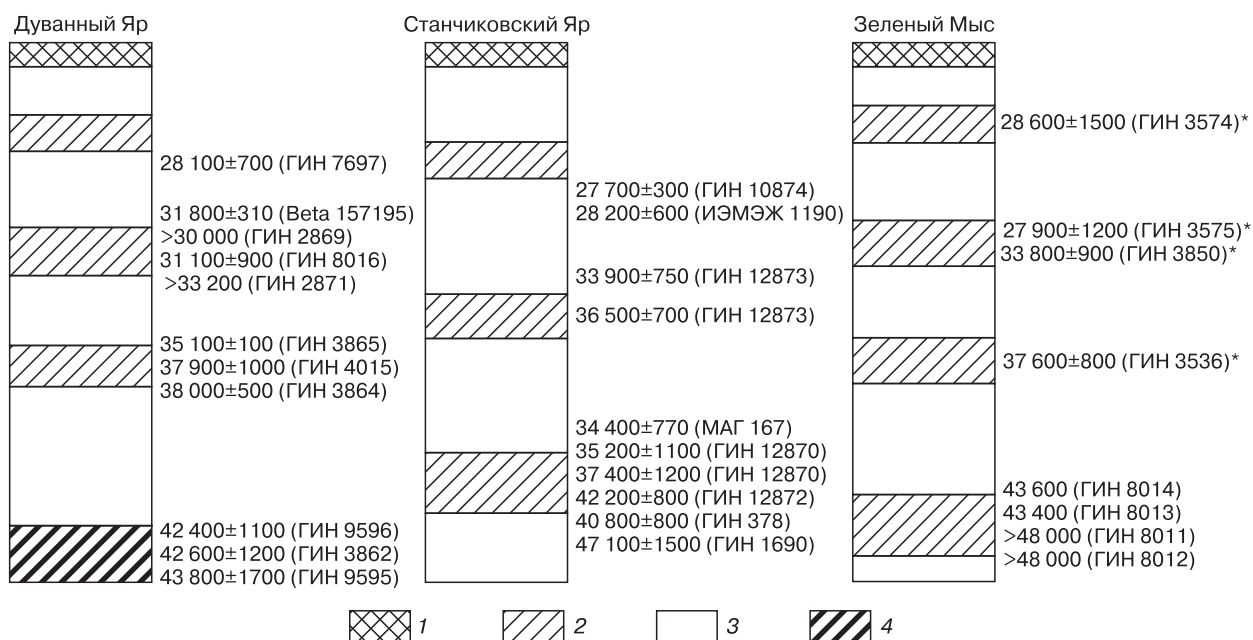 Дуванный Яр
28 100±700 (ГИН 7697)
31 800±310 (Beta 157195)
>30 000 (ГИН 2869)
31 100±900 (ГИН 8016)
>33 200 (ГИН 2871)
35 100±100 (ГИН 3865)
37 900±1000 (ГИН 4015)
38 000±500 (ГИН 3864)
42 400±1100 (ГИН 9596)
42 600±1200 (ГИН 3862)
43 800±1700 (ГИН 9595)
Станчиковский Яр
27 700±300 (ГИН 10874)
28 200±600 (ИЭМЭЖ 1190)
33 900±750 (ГИН 12873)
36 500±700 (ГИН 12873)
34 400±770 (МАГ 167)
35 200±1100 (ГИН 12870)
37 400±1200 (ГИН 12870)
42 200±800 (ГИН 12872)
40 800±800 (ГИН 378)
47 100±1500 (ГИН 1690)
Зеленый Мыс
28 600±1500 (ГИН 3574)*
27 900±1200 (ГИН 3575)*
33 800±900 (ГИН 3850)*
37 600±800 (ГИН 3536)*
43 600 (ГИН 8014)
43 400 (ГИН 8013)
>48 000 (ГИН 8011)
>48 000 (ГИН 8012)
1 2 3 4